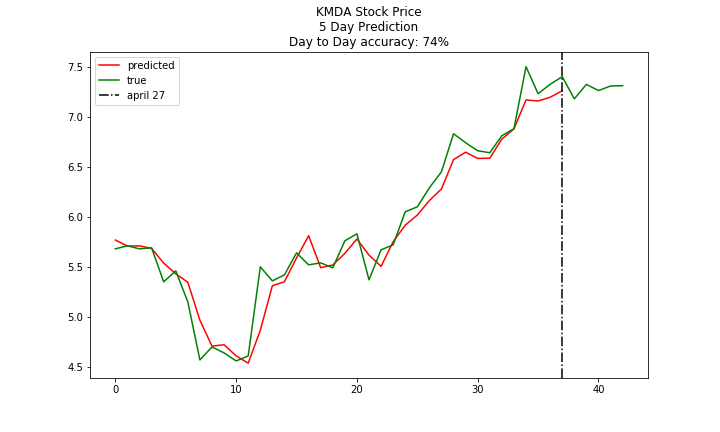 KMDA Stock Price
5 Day Prediction
Day to Day accuracy: 74%
predicted
true
april 27
7.5
7.0
6.5
6.0
5.5
5.0
4.5
0 10 20 30 40